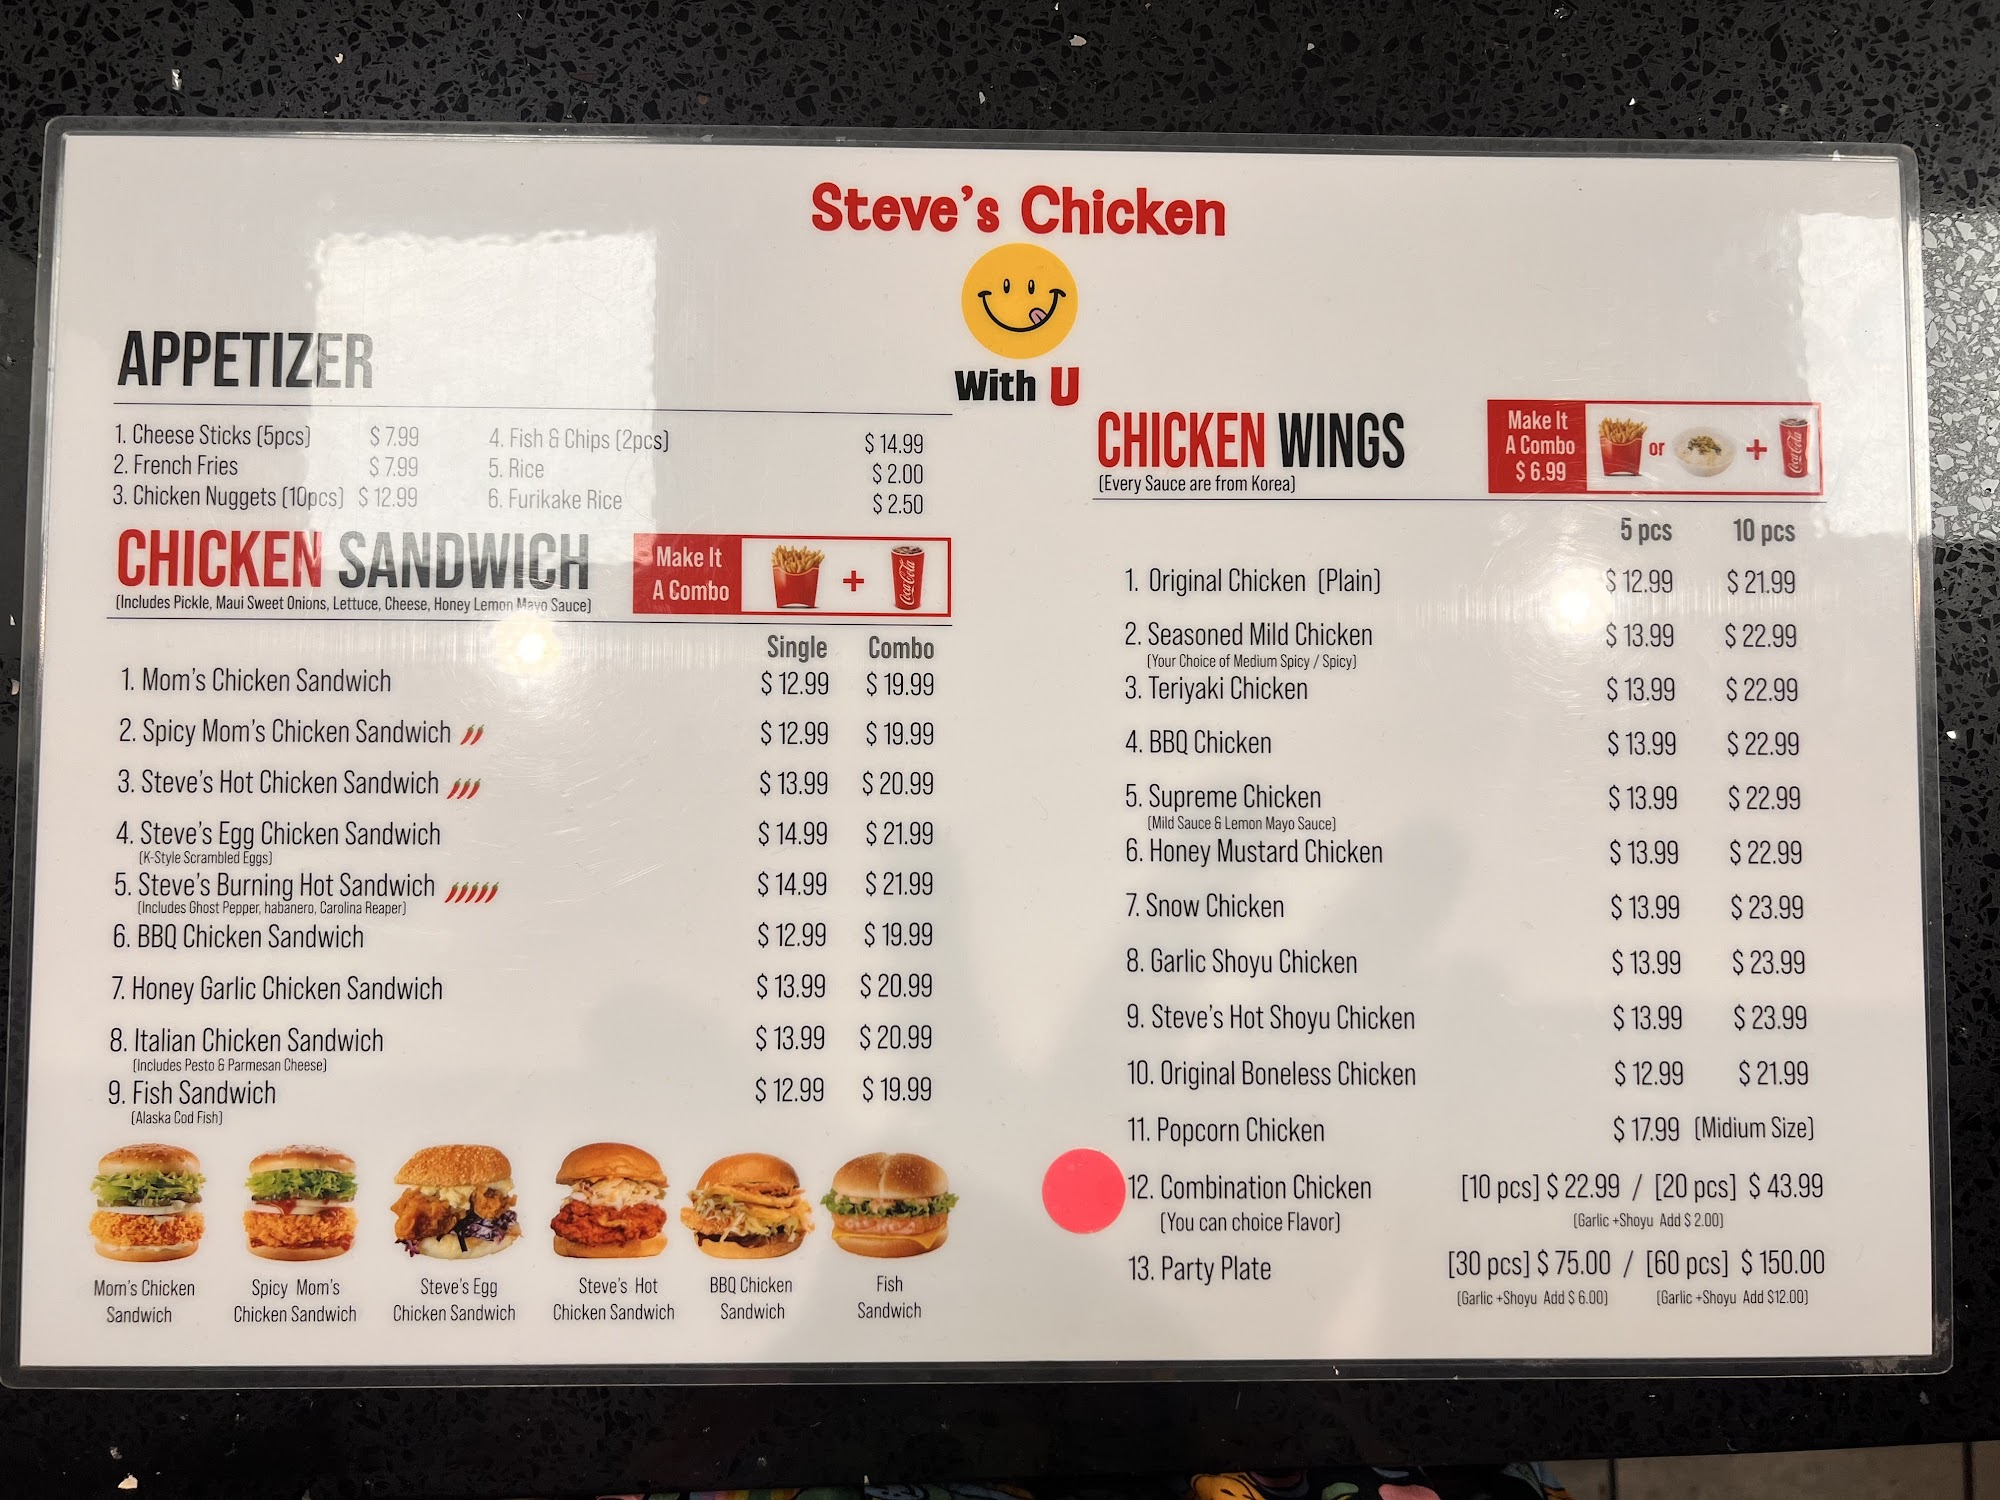 Steve's Chicken
With U
APPETIZER
1. Cheese Sticks (5pcs) $ 7.99
2. French Fries $ 7.99
3. Chicken Nuggets (10pcs) $ 12.99
4. Fish & Chips (2pcs) $ 14.99
5. Rice $ 2.00
6. Furikake Rice $ 2.50
CHICKEN SANDWICH
(Includes Pickle, Maui Sweet Onions, Lettuce, Cheese, Honey Lemon Mayo Sauce)
Make It
A Combo
+
Coca-Cola
Single Combo
1. Mom's Chicken Sandwich $ 12.99 $ 19.99
2. Spicy Mom's Chicken Sandwich $ 12.99 $ 19.99
3. Steve's Hot Chicken Sandwich $ 13.99 $ 20.99
4. Steve's Egg Chicken Sandwich $ 14.99 $ 21.99
(K-Style Scrambled Eggs)
5. Steve's Burning Hot Sandwich $ 14.99 $ 21.99
(Includes Ghost Pepper, habanero, Carolina Reaper)
6. BBQ Chicken Sandwich $ 12.99 $ 19.99
7. Honey Garlic Chicken Sandwich $ 13.99 $ 20.99
8. Italian Chicken Sandwich $ 13.99 $ 20.99
(Includes Pesto & Parmesan Cheese)
9. Fish Sandwich $ 12.99 $ 19.99
(Alaska Cod Fish)
Mom's Chicken
Sandwich
Spicy Mom's
Chicken Sandwich
Steve's Egg
Chicken Sandwich
Steve's Hot
Chicken Sandwich
BBQ Chicken
Sandwich
Fish
Sandwich
CHICKEN WINGS
(Every Sauce are from Korea)
Make It
A Combo
$ 6.99
or
+
Coca-Cola
5 pcs 10 pcs
1. Original Chicken (Plain) $ 12.99 $ 21.99
2. Seasoned Mild Chicken $ 13.99 $ 22.99
(Your Choice of Medium Spicy / Spicy)
3. Teriyaki Chicken $ 13.99 $ 22.99
4. BBQ Chicken $ 13.99 $ 22.99
5. Supreme Chicken $ 13.99 $ 22.99
(Mild Sauce & Lemon Mayo Sauce)
6. Honey Mustard Chicken $ 13.99 $ 22.99
7. Snow Chicken $ 13.99 $ 23.99
8. Garlic Shoyu Chicken $ 13.99 $ 23.99
9. Steve's Hot Shoyu Chicken $ 13.99 $ 23.99
10. Original Boneless Chicken $ 12.99 $ 21.99
11. Popcorn Chicken $ 17.99 (Midium Size)
12. Combination Chicken [10 pcs] $ 22.99 / [20 pcs] $ 43.99
(You can choice Flavor) (Garlic +Shoyu Add $ 2.00)
13. Party Plate [30 pcs] $ 75.00 / [60 pcs] $ 150.00
(Garlic +Shoyu Add $ 6.00) (Garlic +Shoyu Add $12.00)